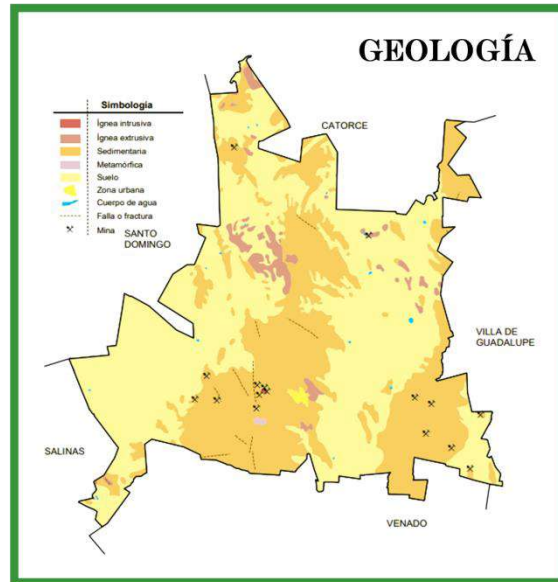 GEOLOGÍA
Simbología
Ígnea intrusiva
Ígnea extrusiva
Sedimentaria
Metamórfica
Suelo
Zona urbana
Cuerpo de agua
Falla o fractura
Mina
CATORCE
SANTO
DOMINGO
VILLA DE
GUADALUPE
SALINAS
VENADO